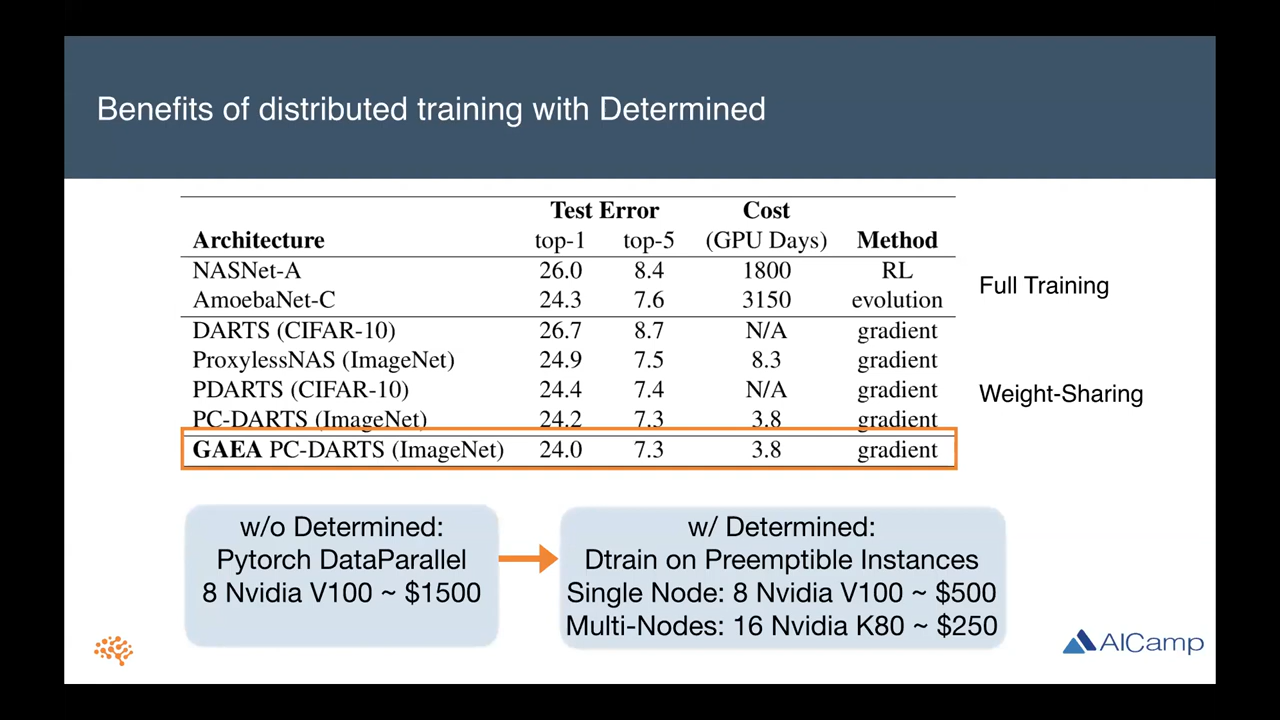 Benefits of distributed training with Determined
Test Error Cost
Architecture top-1 top-5 (GPU Days) Method
NASNet-A 26.0 8.4 1800 RL
AmoebaNet-C 24.3 7.6 3150 evolution
Full Training
DARTS (CIFAR-10) 26.7 8.7 N/A gradient
ProxylessNAS (ImageNet) 24.9 7.5 8.3 gradient
PDARTS (CIFAR-10) 24.4 7.4 N/A gradient
PC-DARTS (ImageNet) 24.2 7.3 3.8 gradient
GAEA PC-DARTS (ImageNet) 24.0 7.3 3.8 gradient
Weight-Sharing
w/o Determined:
Pytorch DataParallel
8 Nvidia V100 ~ $1500
w/ Determined:
Dtrain on Preemptible Instances
Single Node: 8 Nvidia V100 ~ $500
Multi-Nodes: 16 Nvidia K80 ~ $250
AICamp